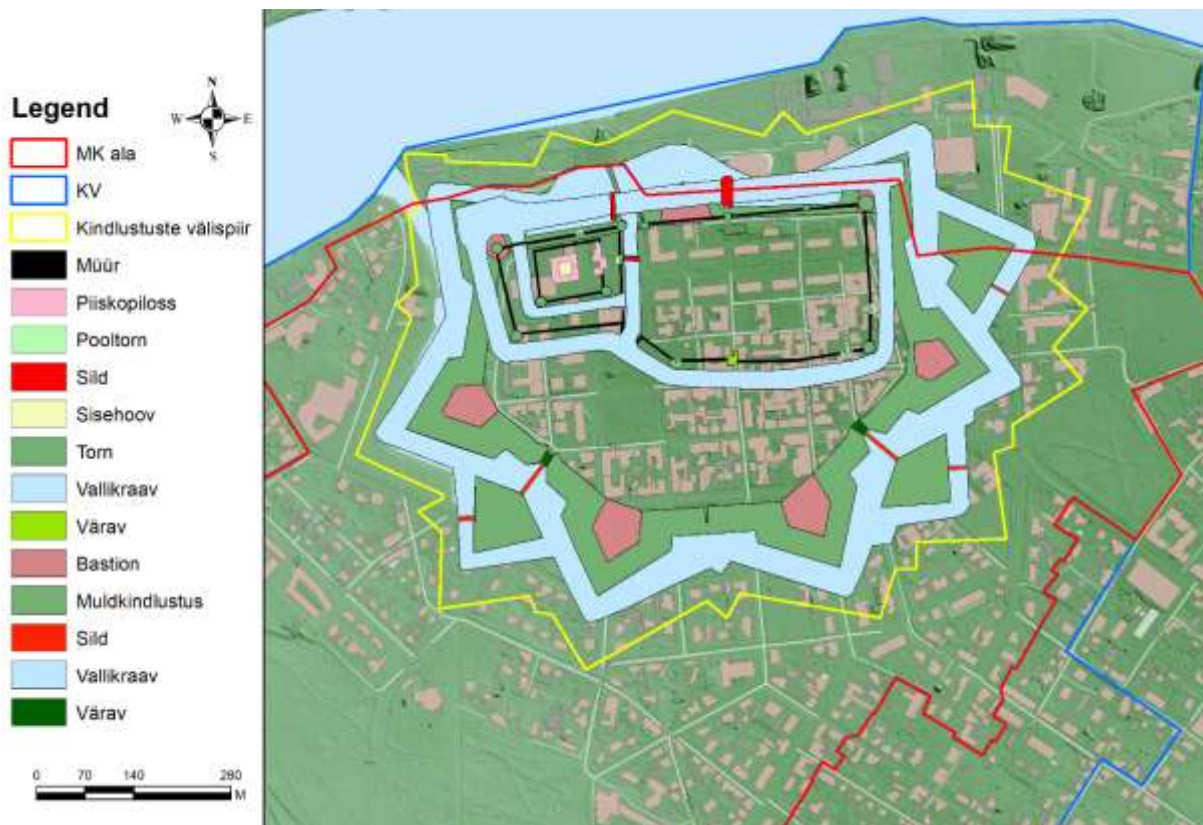 Legend
N
W E
S
MK ala
KV
Kindlustuste välispiir
Müür
Piiskopiloss
Pooltorn
Sild
Sisehoov
Torn
Vallikraav
Värav
Bastion
Muldkindlustus
Sild
Vallikraav
Värav
0 70 140 280
M